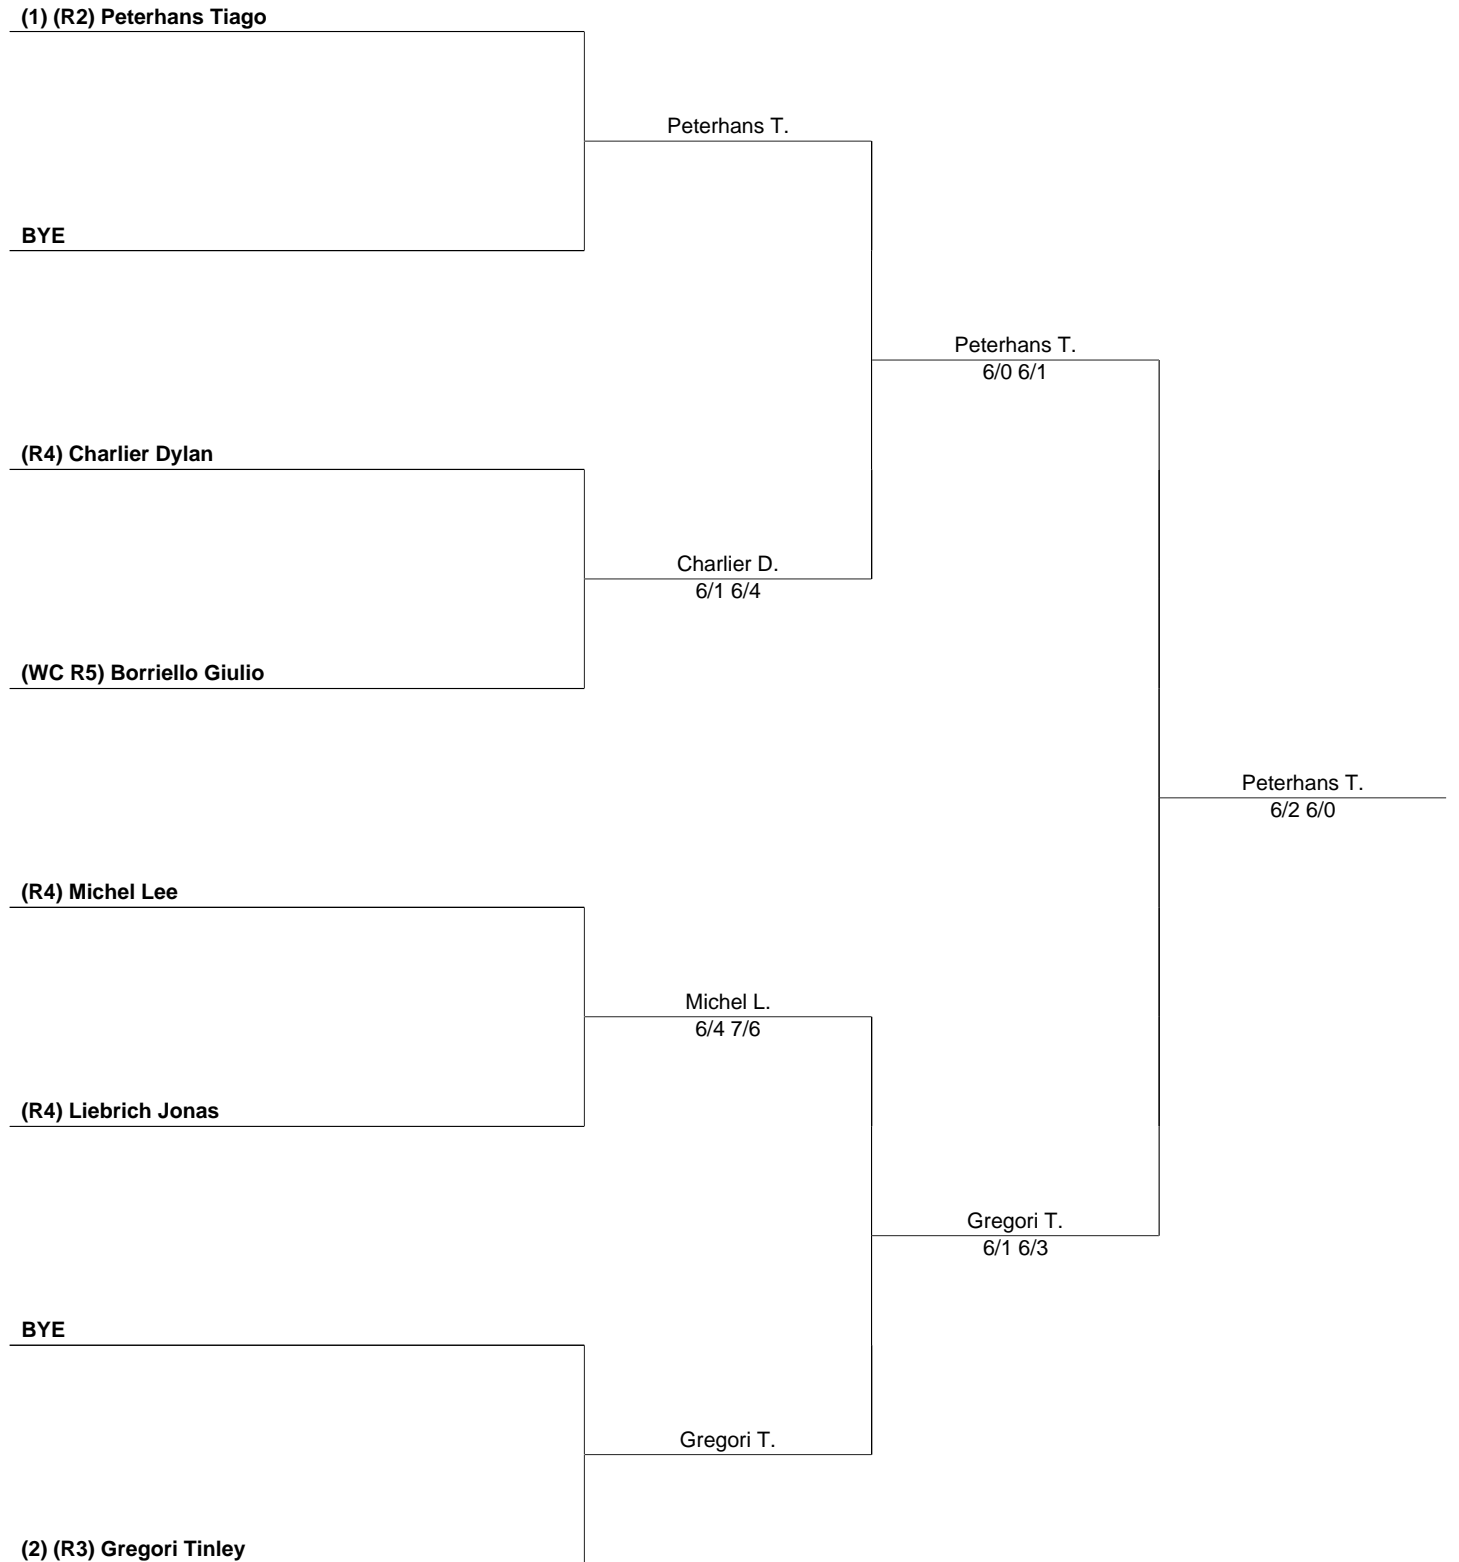 (1) (R2) Peterhans Tiago
Peterhans T.
BYE
Peterhans T.
6/0 6/1
(R4) Charlier Dylan
Charlier D.
6/1 6/4
(WC R5) Borriello Giulio
Peterhans T.
6/2 6/0
(R4) Michel Lee
Michel L.
6/4 7/6
(R4) Liebrich Jonas
Gregori T.
6/1 6/3
BYE
Gregori T.
(2) (R3) Gregori Tinley